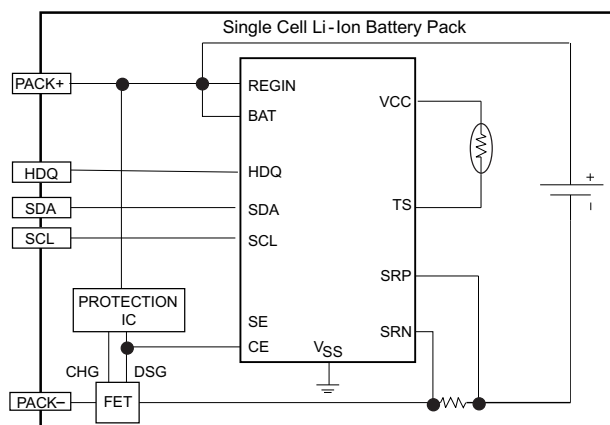 Single Cell Li-Ion Battery Pack
PACK+
REGIN
VCC
BAT
HDQ
HDQ
SDA
SDA
TS
SCL
SCL
+
-
SRP
PROTECTION
IC
SE
SRN
CE
VSS
CHG
DSG
PACK–
FET